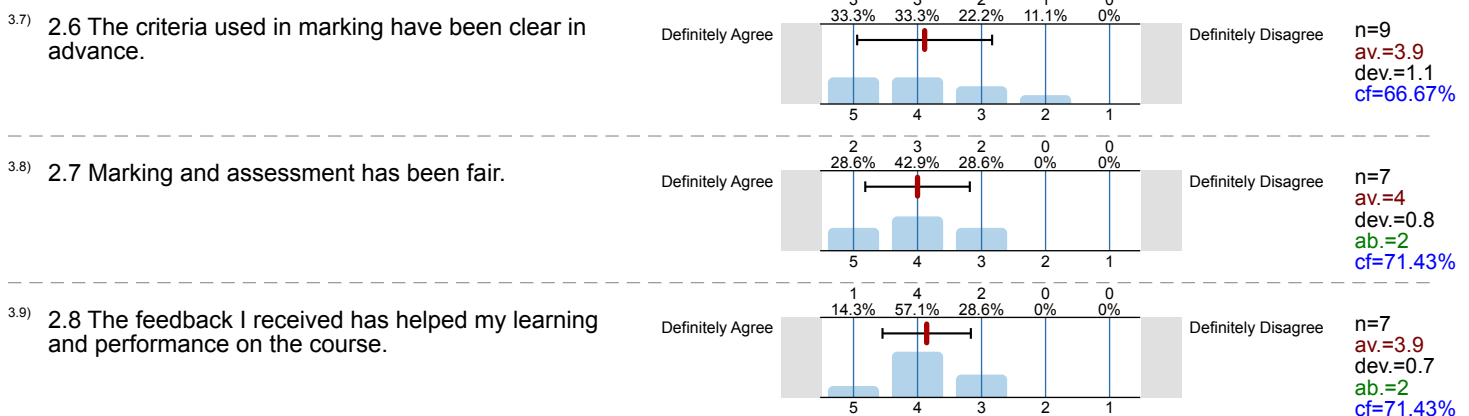 3 3 2 1 0
33.3% 33.3% 22.2% 11.1% 0%
3.7) 2.6 The criteria used in marking have been clear in
advance.
Definitely Agree
Definitely Disagree
n=9
av.=3.9
dev.=1.1
cf=66.67%
5 4 3 2 1
2 3 2 0 0
28.6% 42.9% 28.6% 0% 0%
3.8) 2.7 Marking and assessment has been fair.
Definitely Agree
Definitely Disagree
n=7
av.=4
dev.=0.8
ab.=2
cf=71.43%
5 4 3 2 1
1 4 2 0 0
14.3% 57.1% 28.6% 0% 0%
3.9) 2.8 The feedback I received has helped my learning
and performance on the course.
Definitely Agree
Definitely Disagree
n=7
av.=3.9
dev.=0.7
ab.=2
cf=71.43%
5 4 3 2 1